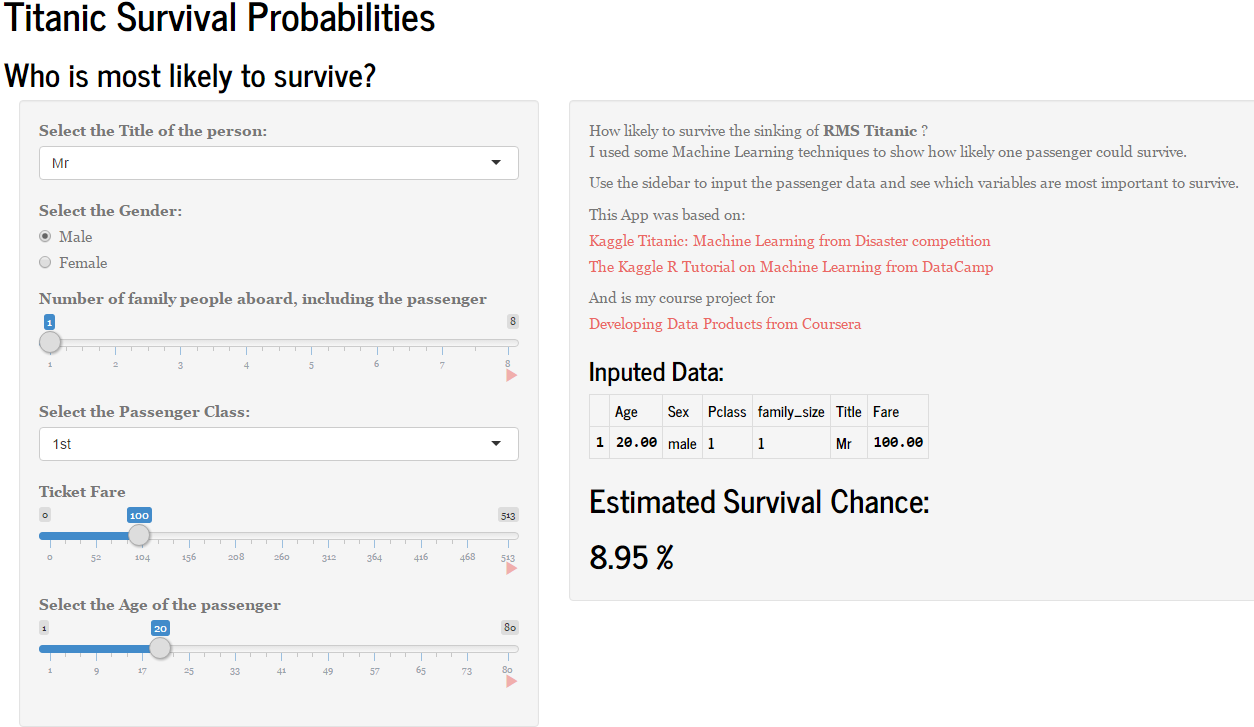 Titanic Survival Probabilities
Who is most likely to survive?
Select the Title of the person:
Mr
Select the Gender:
Male
Female
Number of family people aboard, including the passenger
1 8
1 2 3 4 5 6 7 8
Select the Passenger Class:
1st
Ticket Fare
0 100 513
0 52 104 156 208 260 312 364 416 468 513
Select the Age of the passenger
1 20 80
1 9 17 25 33 41 49 57 65 73 80
How likely to survive the sinking of RMS Titanic ?
I used some Machine Learning techniques to show how likely one passenger could survive.
Use the sidebar to input the passenger data and see which variables are most important to survive.
This App was based on:
Kaggle Titanic: Machine Learning from Disaster competition
The Kaggle R Tutorial on Machine Learning from DataCamp
And is my course project for
Developing Data Products from Coursera
Inputed Data:
Age Sex Pclass family_size Title Fare
1 20.00 male 1 1 Mr 100.00
Estimated Survival Chance:
8.95 %